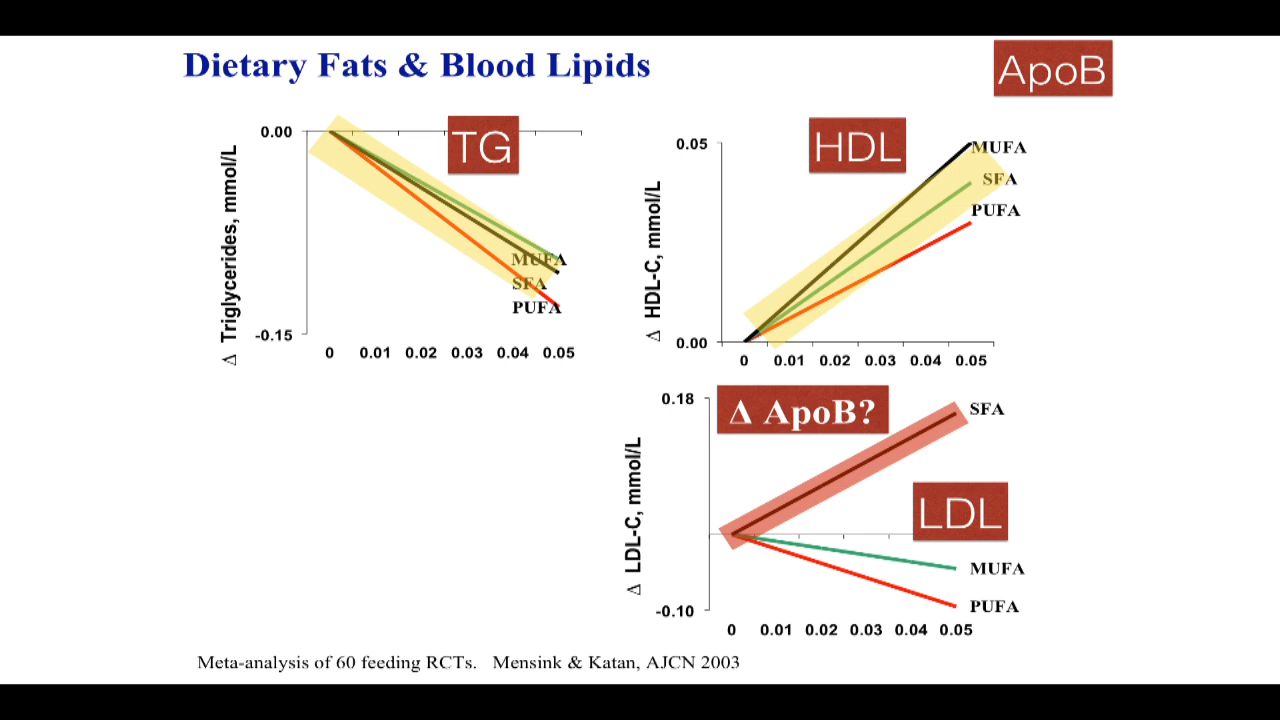 Dietary Fats & Blood Lipids
ApoB
TG
0.00
-0.15
Δ Triglycerides, mmol/L
MUFA
SFA
PUFA
0 0.01 0.02 0.03 0.04 0.05
HDL
0.05
0.00
Δ HDL-C, mmol/L
MUFA
SFA
PUFA
0 0.01 0.02 0.03 0.04 0.05
Δ ApoB?
0.18
-0.10
Δ LDL-C, mmol/L
SFA
LDL
MUFA
PUFA
0 0.01 0.02 0.03 0.04 0.05
Meta-analysis of 60 feeding RCTs. Mensink & Katan, AJCN 2003